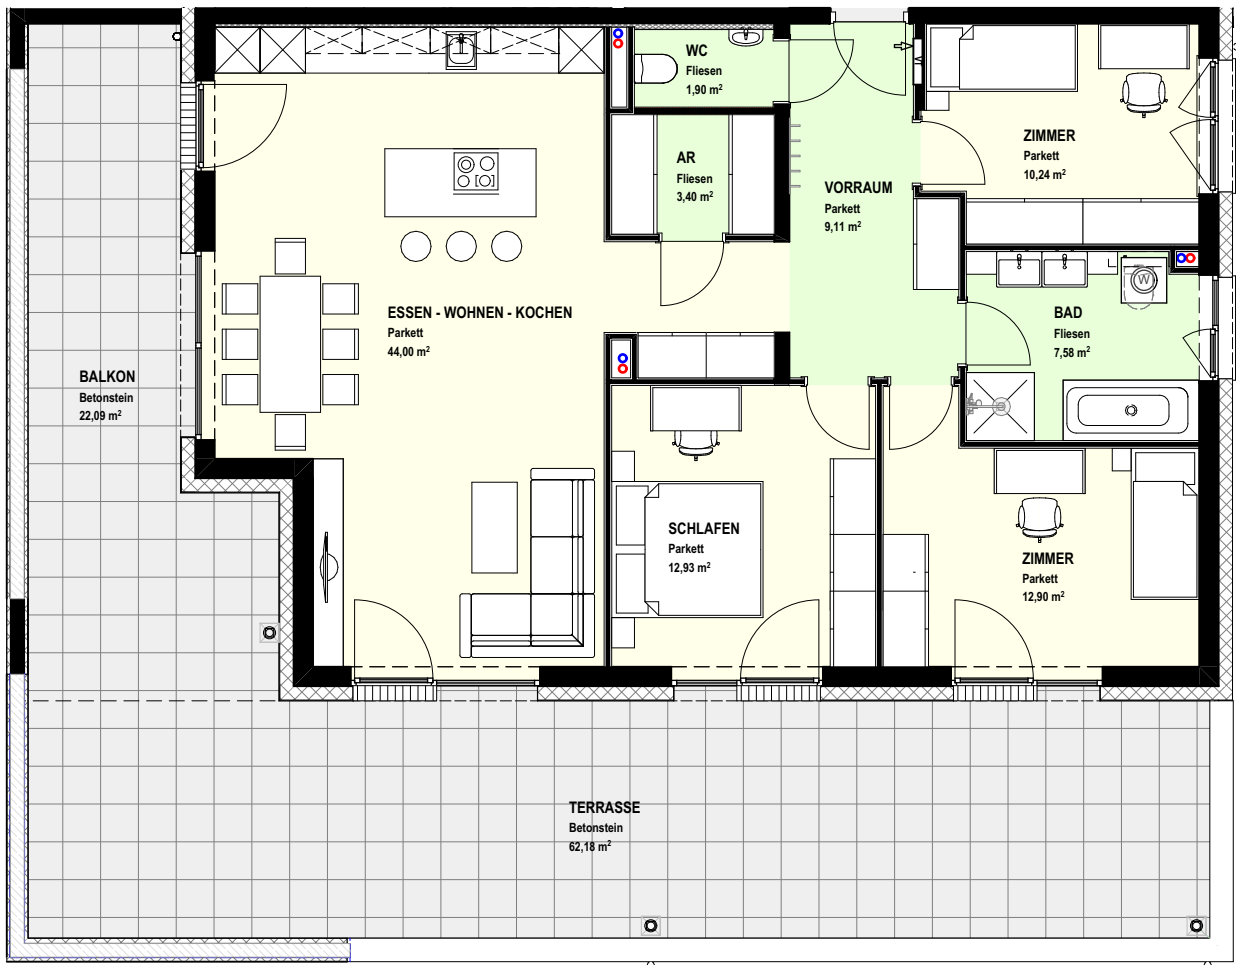 WC
Fliesen
1,90 m²
AR
Fliesen
3,40 m²
VORRAUM
Parkett
9,11 m²
ZIMMER
Parkett
10,24 m²
ESSEN - WOHNEN - KOCHEN
Parkett
44,00 m²
BAD
Fliesen
7,58 m²
W
BALKON
Betonstein
22,09 m²
SCHLAFEN
Parkett
12,93 m²
ZIMMER
Parkett
12,90 m²
TERRASSE
Betonstein
62,18 m²